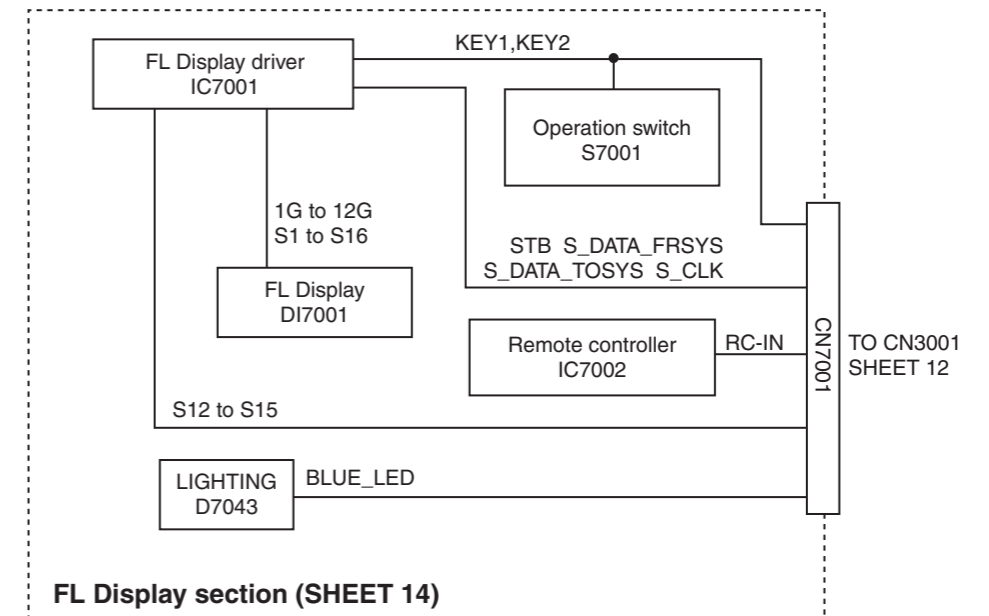 KEY1,KEY2
FL Display driver
IC7001
Operation switch
S7001
1G to 12G
S1 to S16
STB S_DATA_FRSYS
S_DATA_TOSYS S_CLK
FL Display
DI7001
Remote controller
IC7002
RC-IN
CN7001
TO CN3001
SHEET 12
S12 to S15
LIGHTING
D7043
BLUE_LED
FL Display section (SHEET 14)